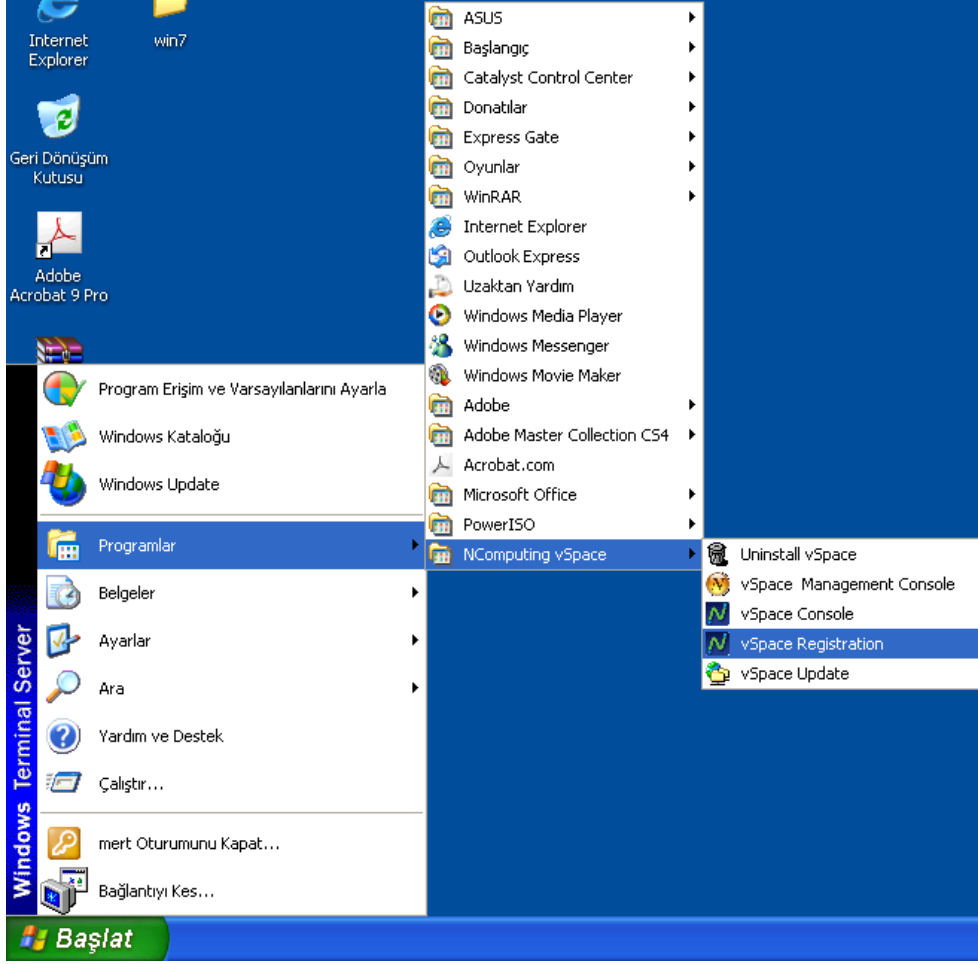 Internet
Explorer
win7
Geri Dönüşüm
Kutusu
Adobe
Acrobat 9 Pro
ASUS
Başlangıç
Catalyst Control Center
Donatılar
Express Gate
Oyunlar
WinRAR
Internet Explorer
Outlook Express
Uzaktan Yardım
Windows Media Player
Windows Messenger
Windows Movie Maker
Adobe
Adobe Master Collection CS4
Acrobat.com
Microsoft Office
PowerISO
NComputing vSpace
Uninstall vSpace
vSpace Management Console
vSpace Console
vSpace Registration
vSpace Update
Program Erişim ve Varsayılanlarını Ayarla
Windows Kataloğu
Windows Update
Programlar
Belgeler
Ayarlar
Ara
Yardım ve Destek
Çalıştır...
mert Oturumunu Kapat...
Bağlantıyı Kes...
Windows Terminal Server
Başlat